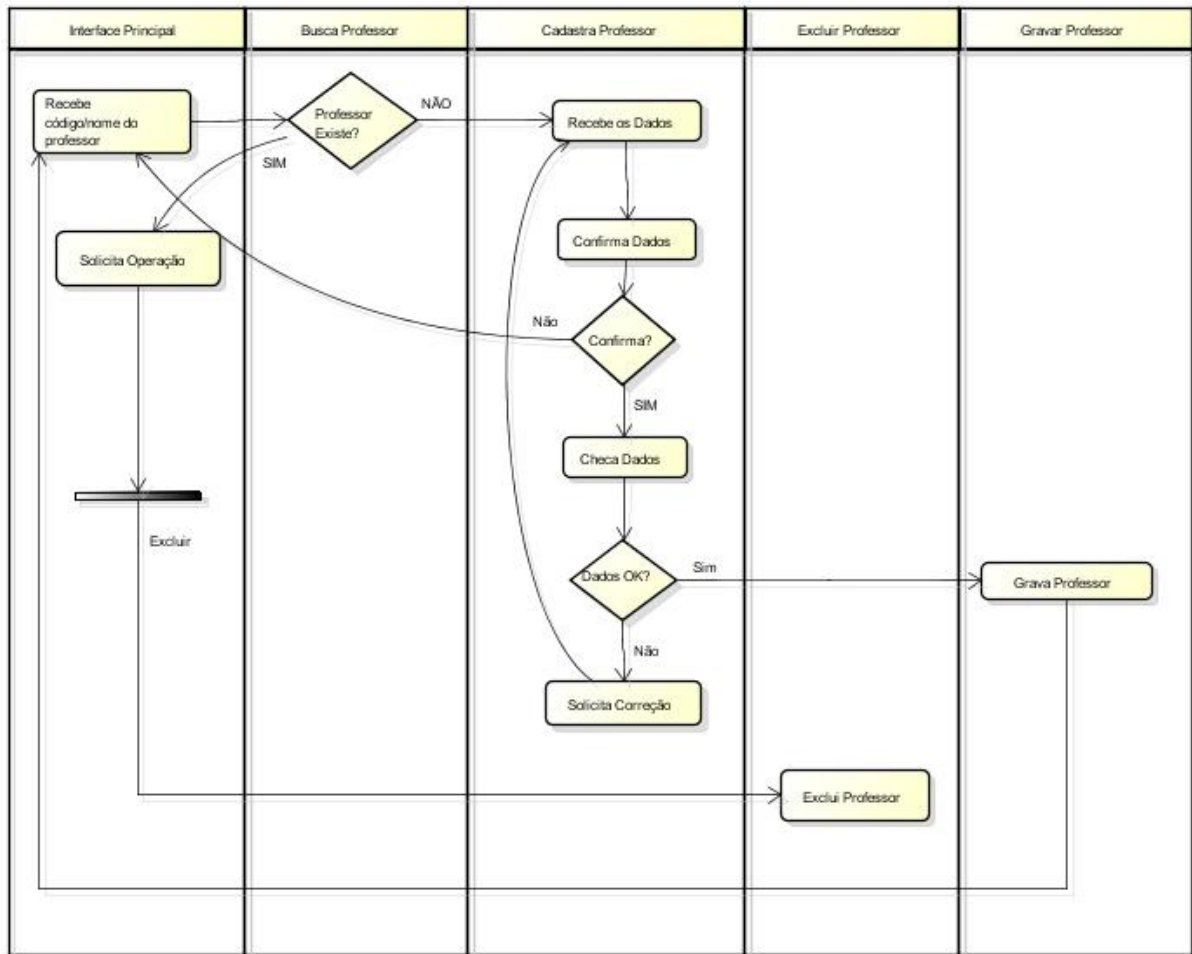 Interface Principal
Busca Professor
Cadastra Professor
Excluir Professor
Gravar Professor
Recebe
código/nome do
professor
Professor
Existe?
NÃO
Recebe os Dados
SIM
Solicita Operação
Confirma Dados
Não
Confirma?
SIM
Checa Dados
Excluir
Dados OK?
Sim
Grava Professor
Não
Solicita Correção
Exclui Professor